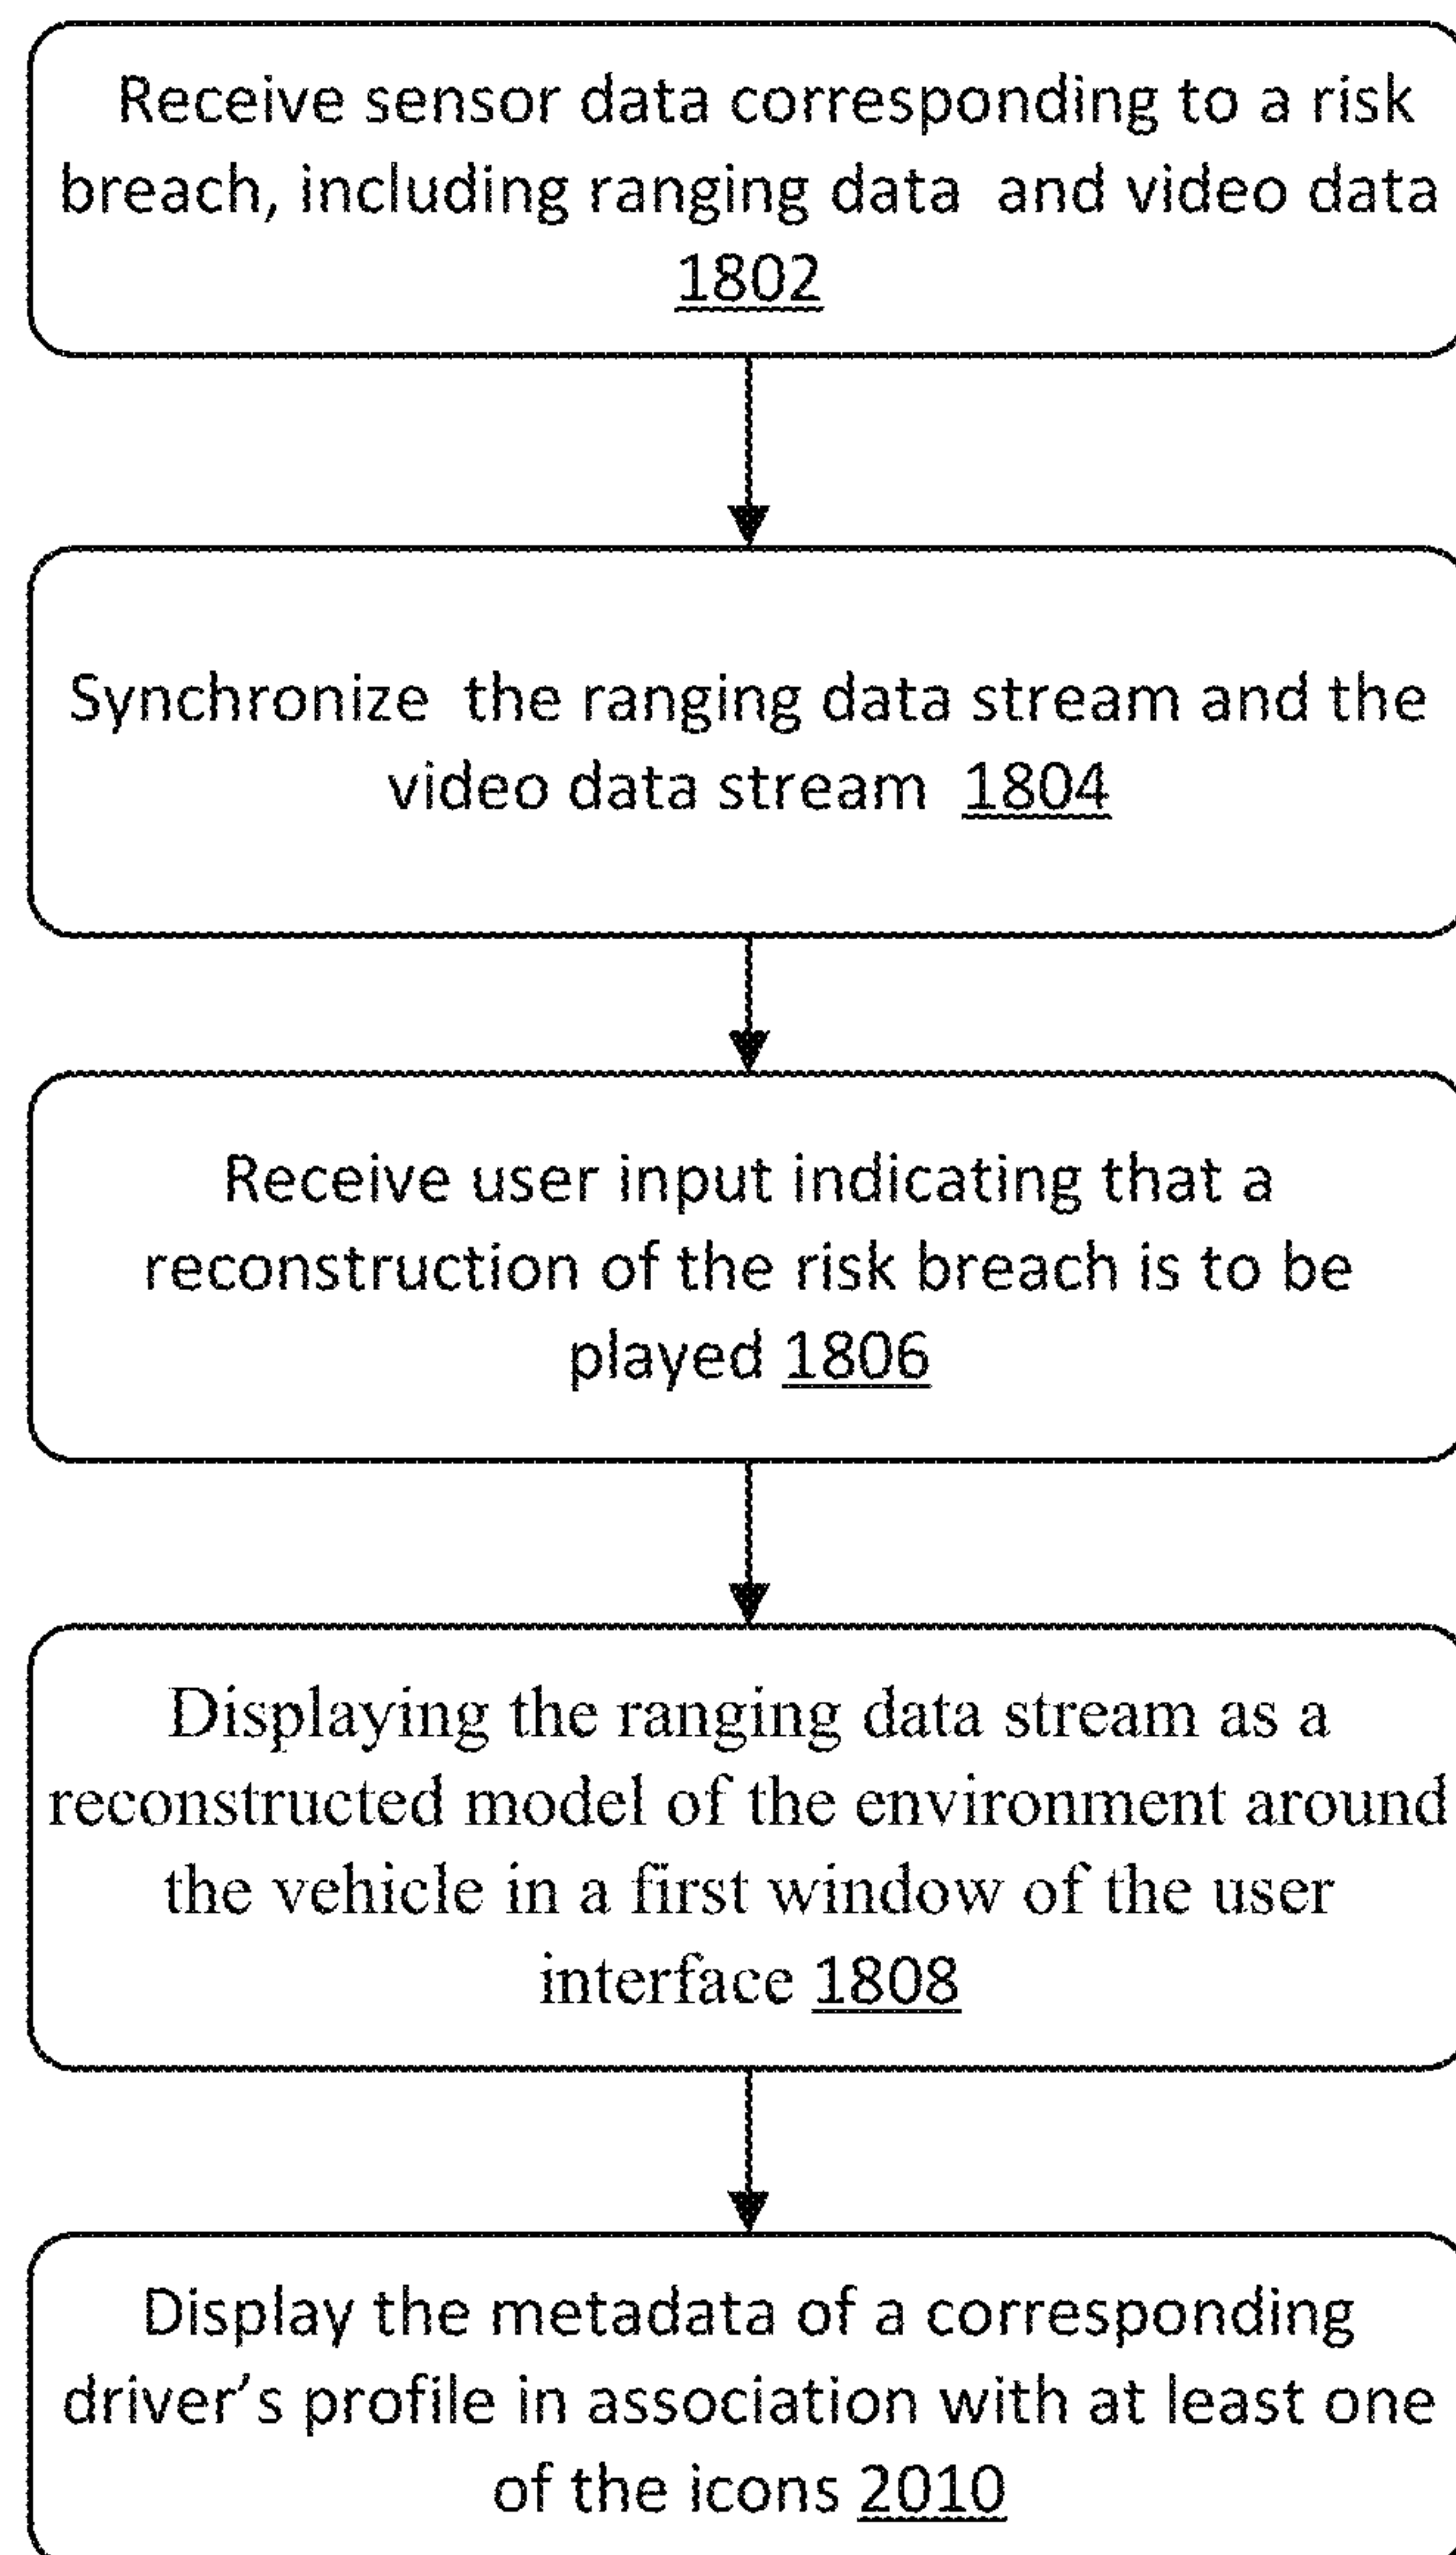 Receive sensor data corresponding to a risk
breach, including ranging data and video data
1802
Synchronize the ranging data stream and the
video data stream 1804
Receive user input indicating that a
reconstruction of the risk breach is to be
played 1806
Displaying the ranging data stream as a
reconstructed model of the environment around
the vehicle in a first window of the user
interface 1808
Display the metadata of a corresponding
driver's profile in association with at least one
of the icons 2010